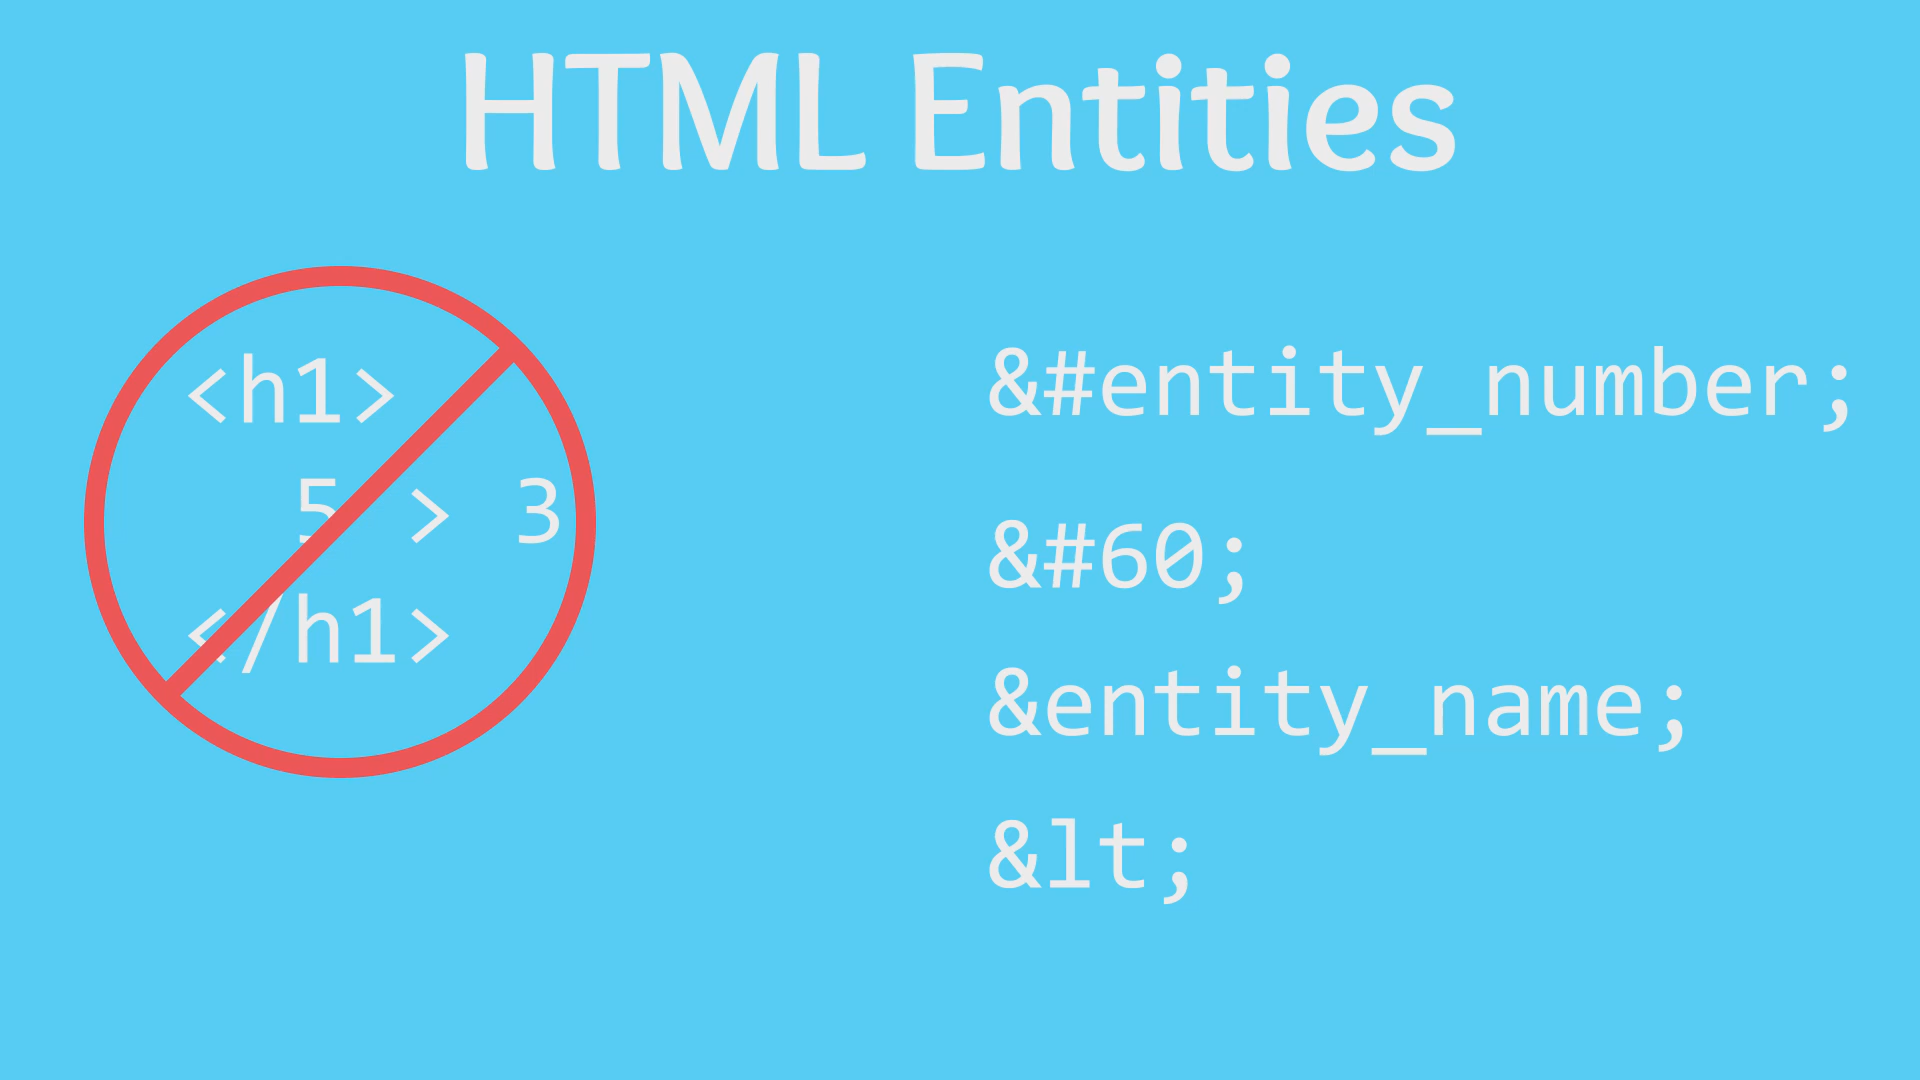 HTML Entities
<h1>
5 > 3
</h1>
&#entity_number;
&#60;
&entity_name;
&lt;